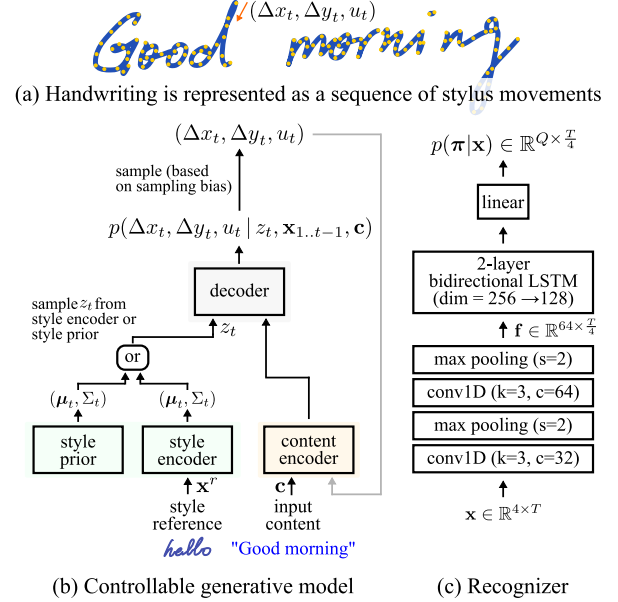 Good morning
(Δx_t, Δy_t, u_t)
(a) Handwriting is represented as a sequence of stylus movements
(Δx_t, Δy_t, u_t)
sample (based
on sampling bias)
p(Δx_t, Δy_t, u_t | z_t, x_{1..t−1}, c)
decoder
sample z_t from
style encoder or
style prior
z_t
or
(μ_t, Σ_t)
(μ_t, Σ_t)
style
prior
style
encoder
content
encoder
x^r
c
style
reference
input
content
hello
"Good morning"
(b) Controllable generative model
p(π|x) ∈ ℝ^{Q×T/4}
linear
2-layer
bidirectional LSTM
(dim = 256 →128)
f ∈ ℝ^{64×T/4}
max pooling (s=2)
conv1D (k=3, c=64)
max pooling (s=2)
conv1D (k=3, c=32)
x ∈ ℝ^{4×T}
(c) Recognizer